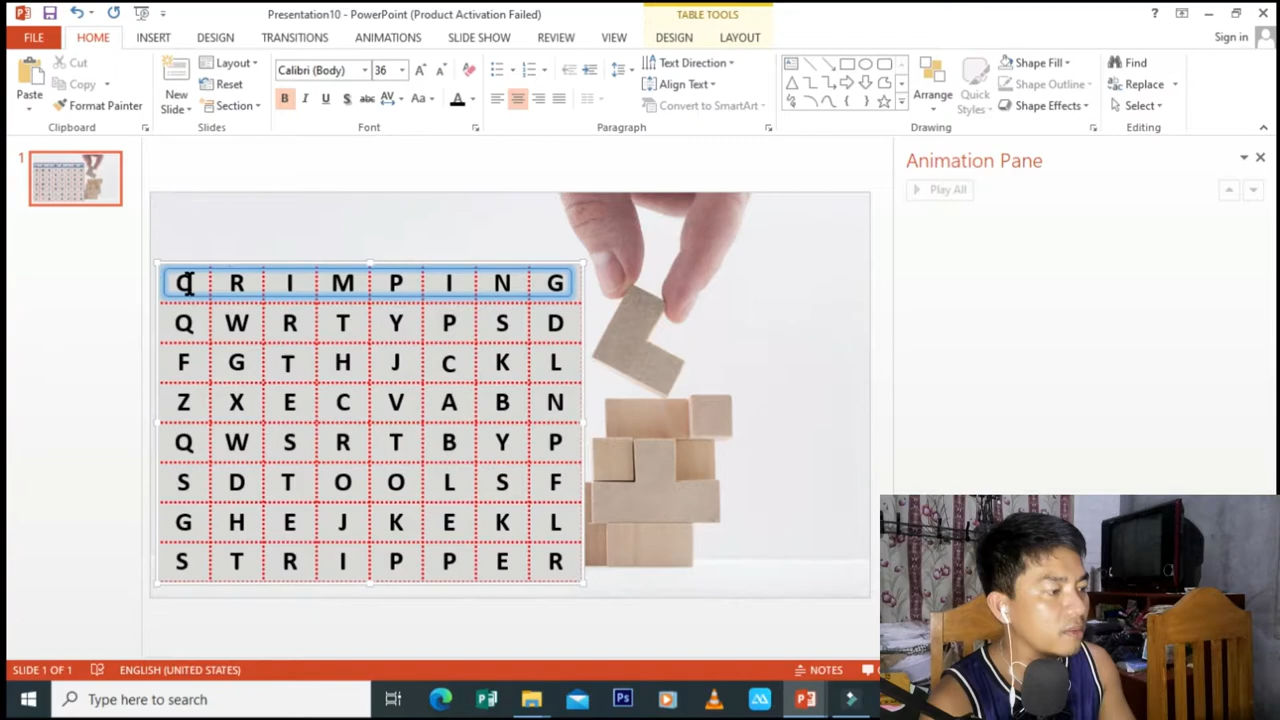 Presentation10 - PowerPoint (Product Activation Failed)
TABLE TOOLS
Sign in
FILE HOME INSERT DESIGN TRANSITIONS ANIMATIONS SLIDE SHOW REVIEW VIEW DESIGN LAYOUT
Paste
Cut
Copy
Format Painter
Clipboard
New Slide
Layout
Reset
Section
Slides
Calibri (Body) 36
B I U S abc AV Aa A
Font
Text Direction
Align Text
Convert to SmartArt
Paragraph
Arrange
Quick Styles
Shape Fill
Shape Outline
Shape Effects
Drawing
Find
Replace
Select
Editing
1
Animation Pane
Play All
C R I M P I N G
Q W R T Y P S D
F G T H J C K L
Z X E C V A B N
Q W S R T B Y P
S D T O O L S F
G H E J K E K L
S T R I P P E R
SLIDE 1 OF 1 ENGLISH (UNITED STATES) NOTES
Type here to search